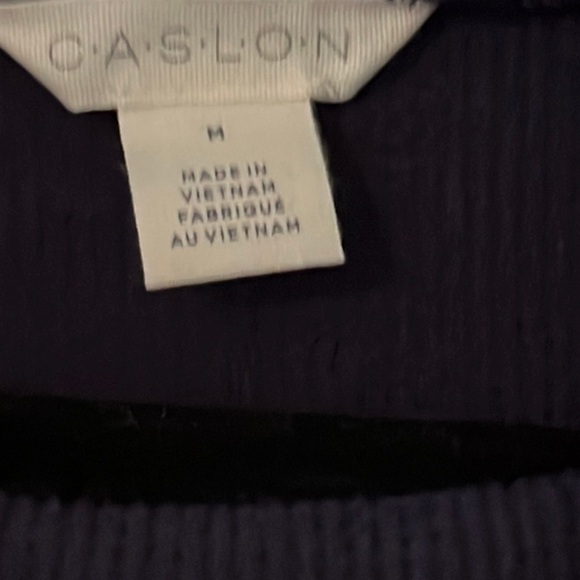 C·A·S·L·O·N
M
MADE IN
VIETNAM
FABRIQUÉ
AU VIETNAM